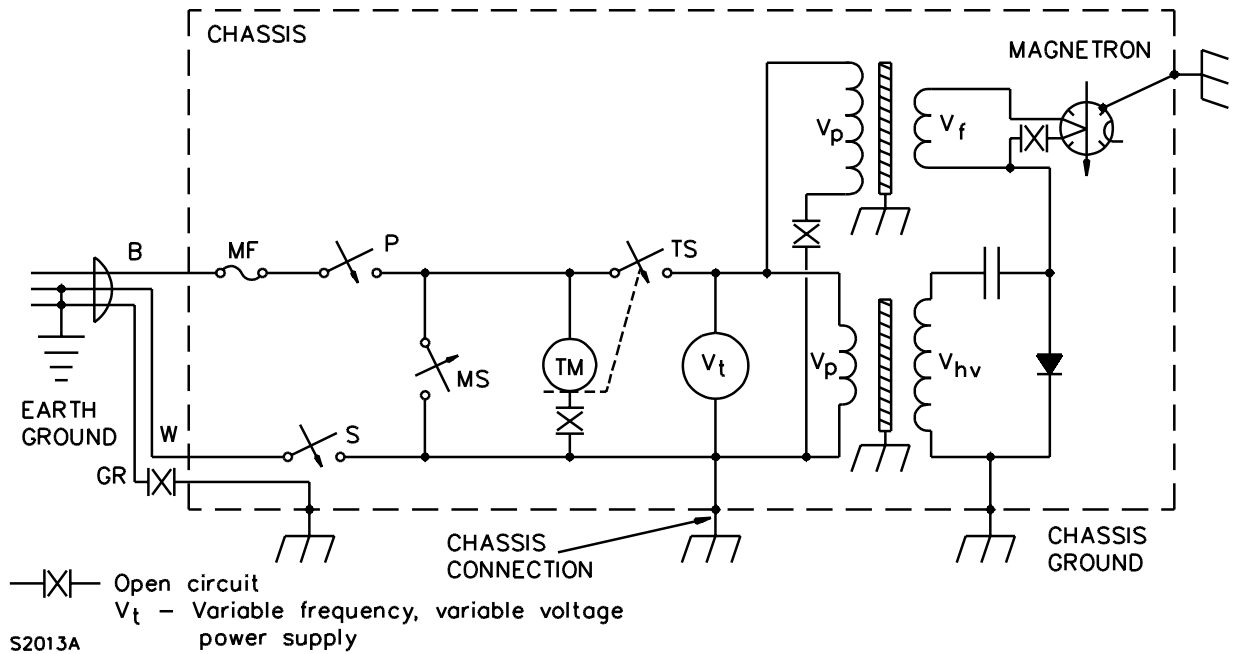 CHASSIS
MAGNETRON
Vp
Vf
B
MF
P
TS
MS
TM
Vt
Vp
Vhv
EARTH
GROUND
W
S
GR
CHASSIS
CONNECTION
CHASSIS
GROUND
Open circuit
Vt – Variable frequency, variable voltage
power supply
S2013A